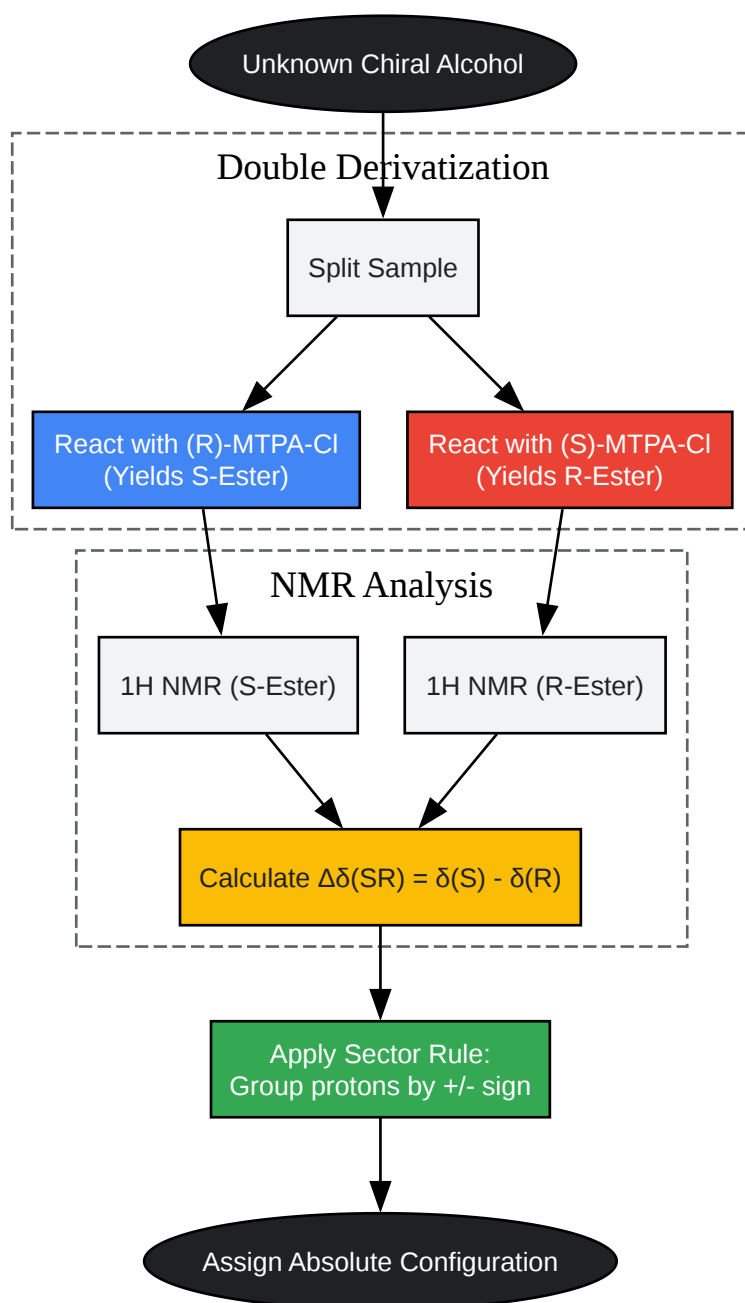 Unknown Chiral Alcohol
Double Derivatization
Split Sample
React with (R)-MTPA-Cl
(Yields S-Ester)
React with (S)-MTPA-Cl
(Yields R-Ester)
NMR Analysis
1H NMR (S-Ester)
1H NMR (R-Ester)
Calculate Δδ(SR) = δ(S) - δ(R)
Apply Sector Rule:
Group protons by +/- sign
Assign Absolute Configuration